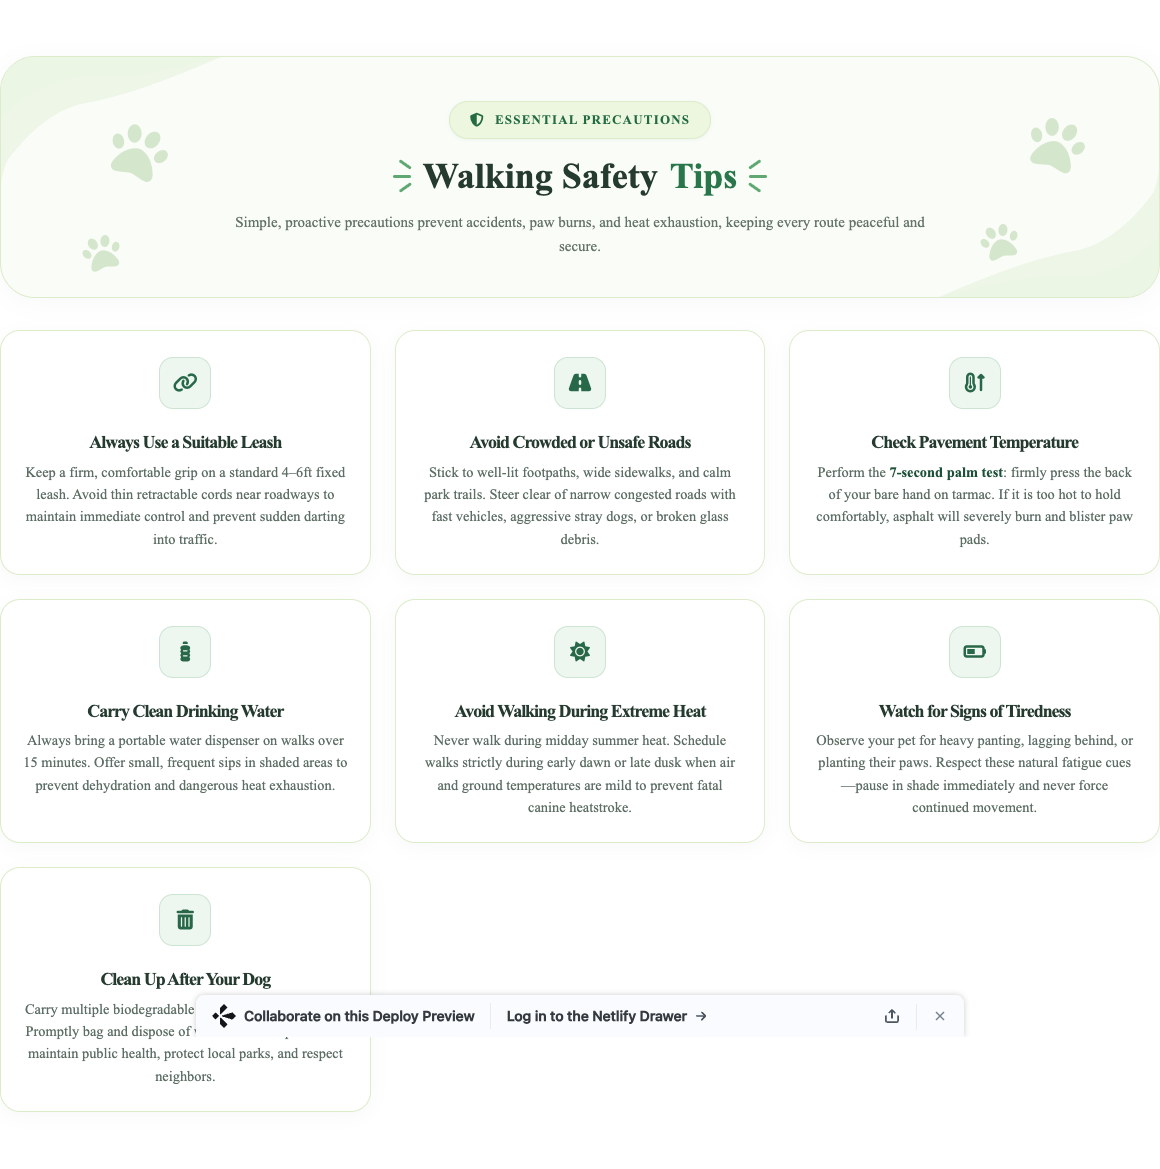 ESSENTIAL PRECAUTIONS
Walking Safety Tips
Simple, proactive precautions prevent accidents, paw burns, and heat exhaustion, keeping every route peaceful and
secure.
Always Use a Suitable Leash
Keep a firm, comfortable grip on a standard 4–6ft fixed
leash. Avoid thin retractable cords near roadways to
maintain immediate control and prevent sudden darting
into traffic.
Avoid Crowded or Unsafe Roads
Stick to well-lit footpaths, wide sidewalks, and calm
park trails. Steer clear of narrow congested roads with
fast vehicles, aggressive stray dogs, or broken glass
debris.
Check Pavement Temperature
Perform the 7-second palm test: firmly press the back
of your bare hand on tarmac. If it is too hot to hold
comfortably, asphalt will severely burn and blister paw
pads.
Carry Clean Drinking Water
Always bring a portable water dispenser on walks over
15 minutes. Offer small, frequent sips in shaded areas to
prevent dehydration and dangerous heat exhaustion.
Avoid Walking During Extreme Heat
Never walk during midday summer heat. Schedule
walks strictly during early dawn or late dusk when air
and ground temperatures are mild to prevent fatal
canine heatstroke.
Watch for Signs of Tiredness
Observe your pet for heavy panting, lagging behind, or
planting their paws. Respect these natural fatigue cues
—pause in shade immediately and never force
continued movement.
Clean Up After Your Dog
Carry multiple biodegradable
Promptly bag and dispose of
maintain public health, protect local parks, and respect
neighbors.
Collaborate on this Deploy Preview
Log in to the Netlify Drawer →